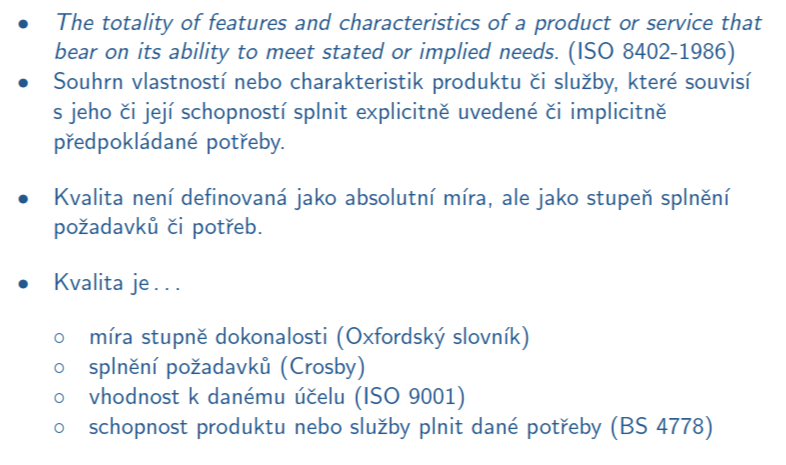 • The totality of features and characteristics of a product or service that
bear on its ability to meet stated or implied needs. (ISO 8402-1986)
• Souhrn vlastností nebo charakteristik produktu či služby, které souvisí
s jeho či její schopností splnit explicitně uvedené či implicitně
předpokládané potřeby.
• Kvalita není definovaná jako absolutní míra, ale jako stupeň splnění
požadavků či potřeb.
• Kvalita je . . .
○ míra stupně dokonalosti (Oxfordský slovník)
○ splnění požadavků (Crosby)
○ vhodnost k danému účelu (ISO 9001)
○ schopnost produktu nebo služby plnit dané potřeby (BS 4778)